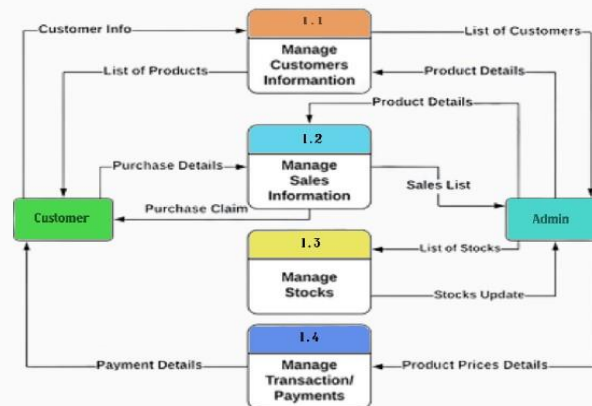 1.1
Customer Info
List of Customers
Manage
Customers
Informantion
List of Products
Product Details
Product Details
1.2
Purchase Details
Manage
Sales
Information
Sales List
Customer
Purchase Claim
Admin
1.3
List of Stocks
Manage
Stocks
Stocks Update
1.4
Payment Details
Manage
Transaction/
Payments
Product Prices Details